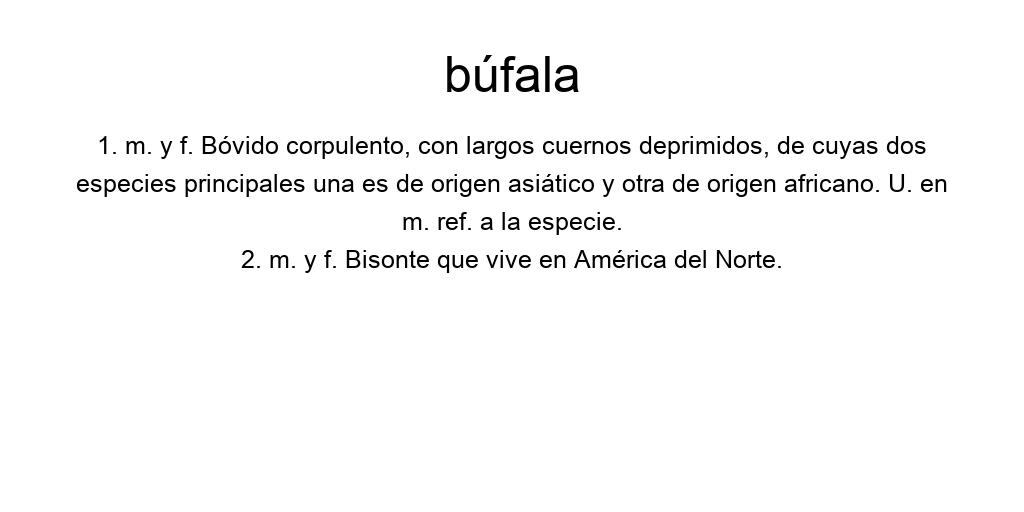 búfala
1. m. y f. Bóvido corpulento, con largos cuernos deprimidos, de cuyas dos
especies principales una es de origen asiático y otra de origen africano. U. en
m. ref. a la especie.
2. m. y f. Bisonte que vive en América del Norte.